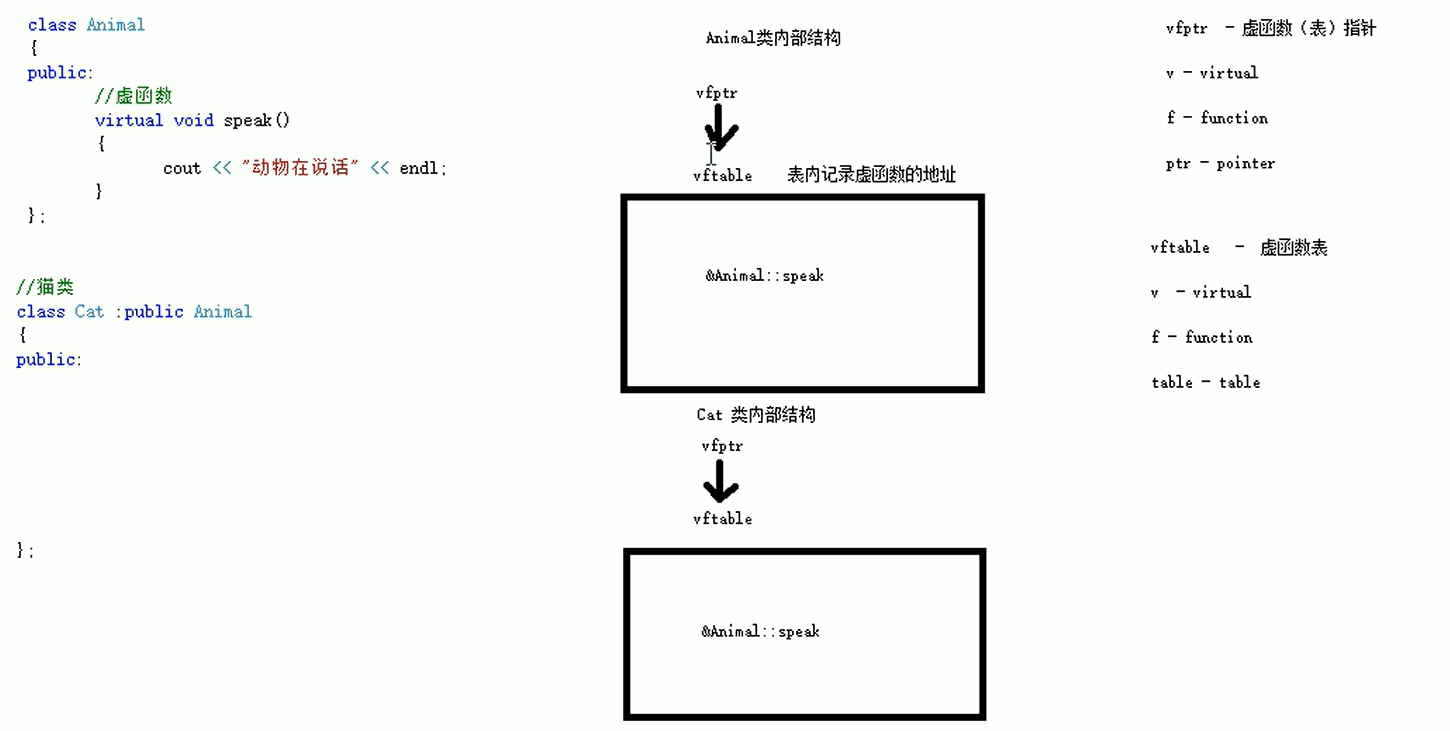 class Animal
{
public:
//虚函数
virtual void speak()
{
cout << "动物在说话" << endl;
}
};
//猫类
class Cat :public Animal
{
public:
};
Animal类内部结构
vfptr
vftable 表内记录虚函数的地址
&Animal::speak
Cat 类内部结构
vfptr
vftable
&Animal::speak
vfptr - 虚函数（表）指针
v - virtual
f - function
ptr - pointer
vftable - 虚函数表
v - virtual
f - function
table - table